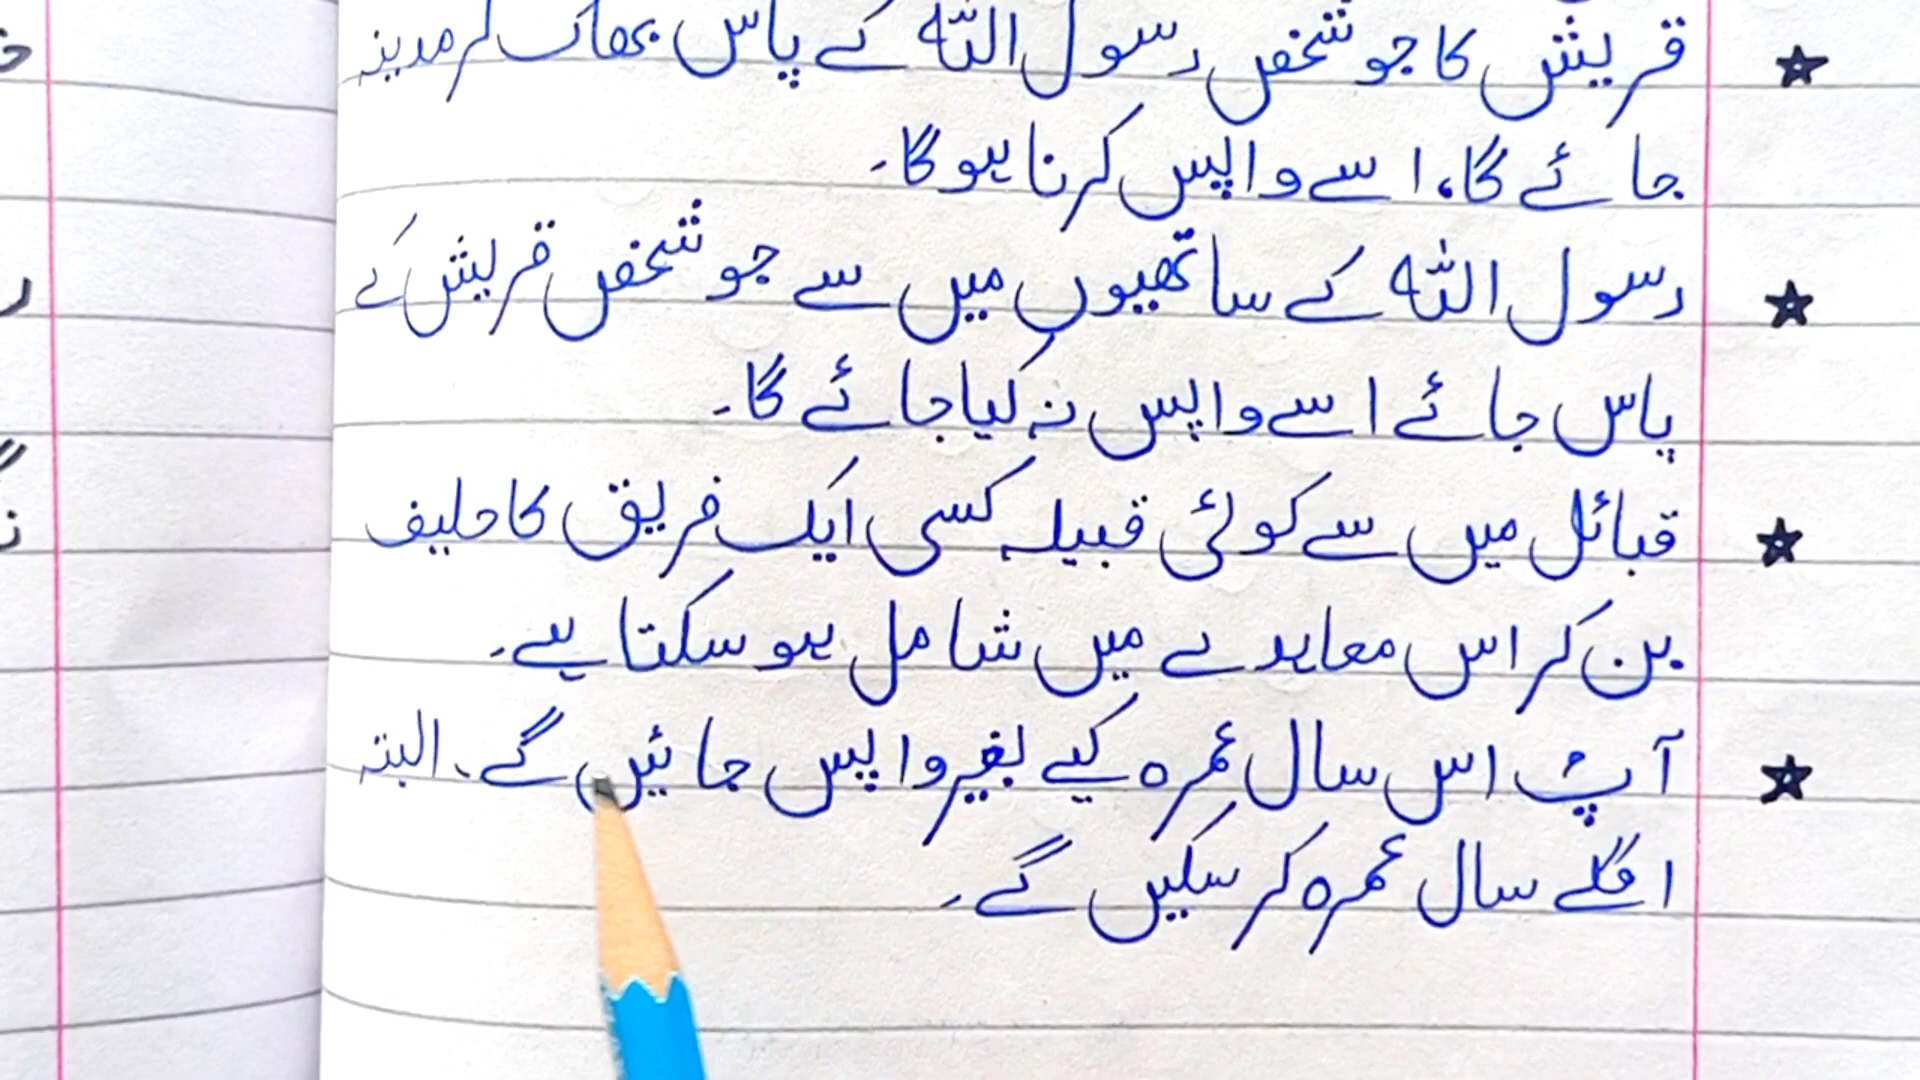 ★ قریش کا جو شخص رسول اللہ کے پاس بھاگ کر مدینہ
جائے گا، اسے واپس کرنا ہوگا۔
★ رسول اللہ کے ساتھیوں میں سے جو شخص قریش کے
پاس جائے اسے واپس نہ کیا جائے گا۔
★ قبائل میں سے کوئی قبیلہ کسی ایک فریق کا حلیف
بن کر اس معاہدے میں شامل ہو سکتا ہے۔
★ آپؐ اس سال عمرہ کیے بغیر واپس جائیں گے۔ البتہ
اگلے سال عمرہ کر سکیں گے۔